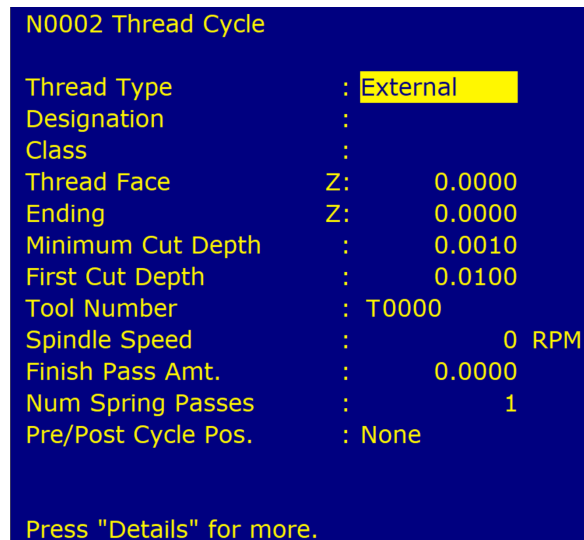 N0002 Thread Cycle
Thread Type : External
Designation :
Class :
Thread Face Z: 0.0000
Ending Z: 0.0000
Minimum Cut Depth : 0.0010
First Cut Depth : 0.0100
Tool Number : T0000
Spindle Speed : 0 RPM
Finish Pass Amt. : 0.0000
Num Spring Passes : 1
Pre/Post Cycle Pos. : None
Press "Details" for more.